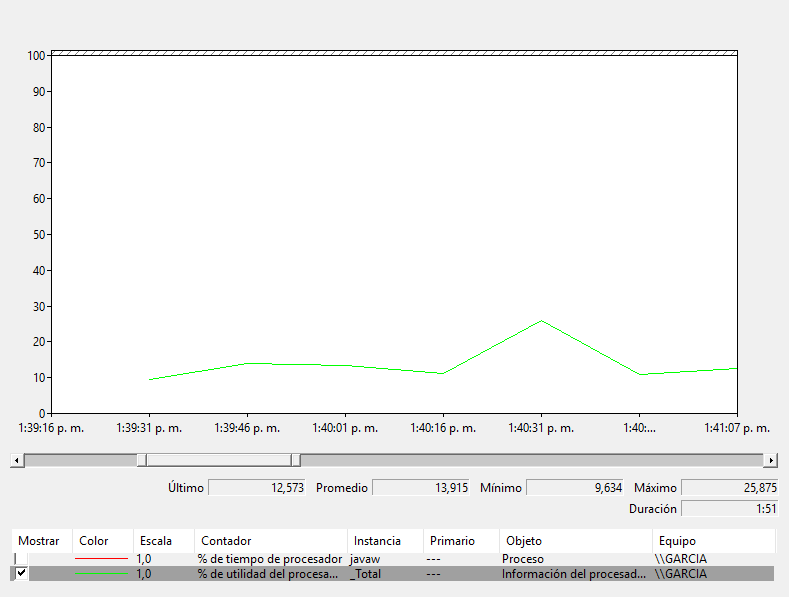 100
90
80
70
60
50
40
30
20
10
0
1:39:16 p. m. 1:39:31 p. m. 1:39:46 p. m. 1:40:01 p. m. 1:40:16 p. m. 1:40:31 p. m. 1:40:... 1:41:07 p. m.
Último 12,573 Promedio 13,915 Mínimo 9,634 Máximo 25,875
Duración 1:51
Mostrar Color Escala Contador Instancia Primario Objeto Equipo
1,0 % de tiempo de procesador javaw --- Proceso \\GARCIA
1,0 % de utilidad del procesa... _Total --- Información del procesad... \\GARCIA